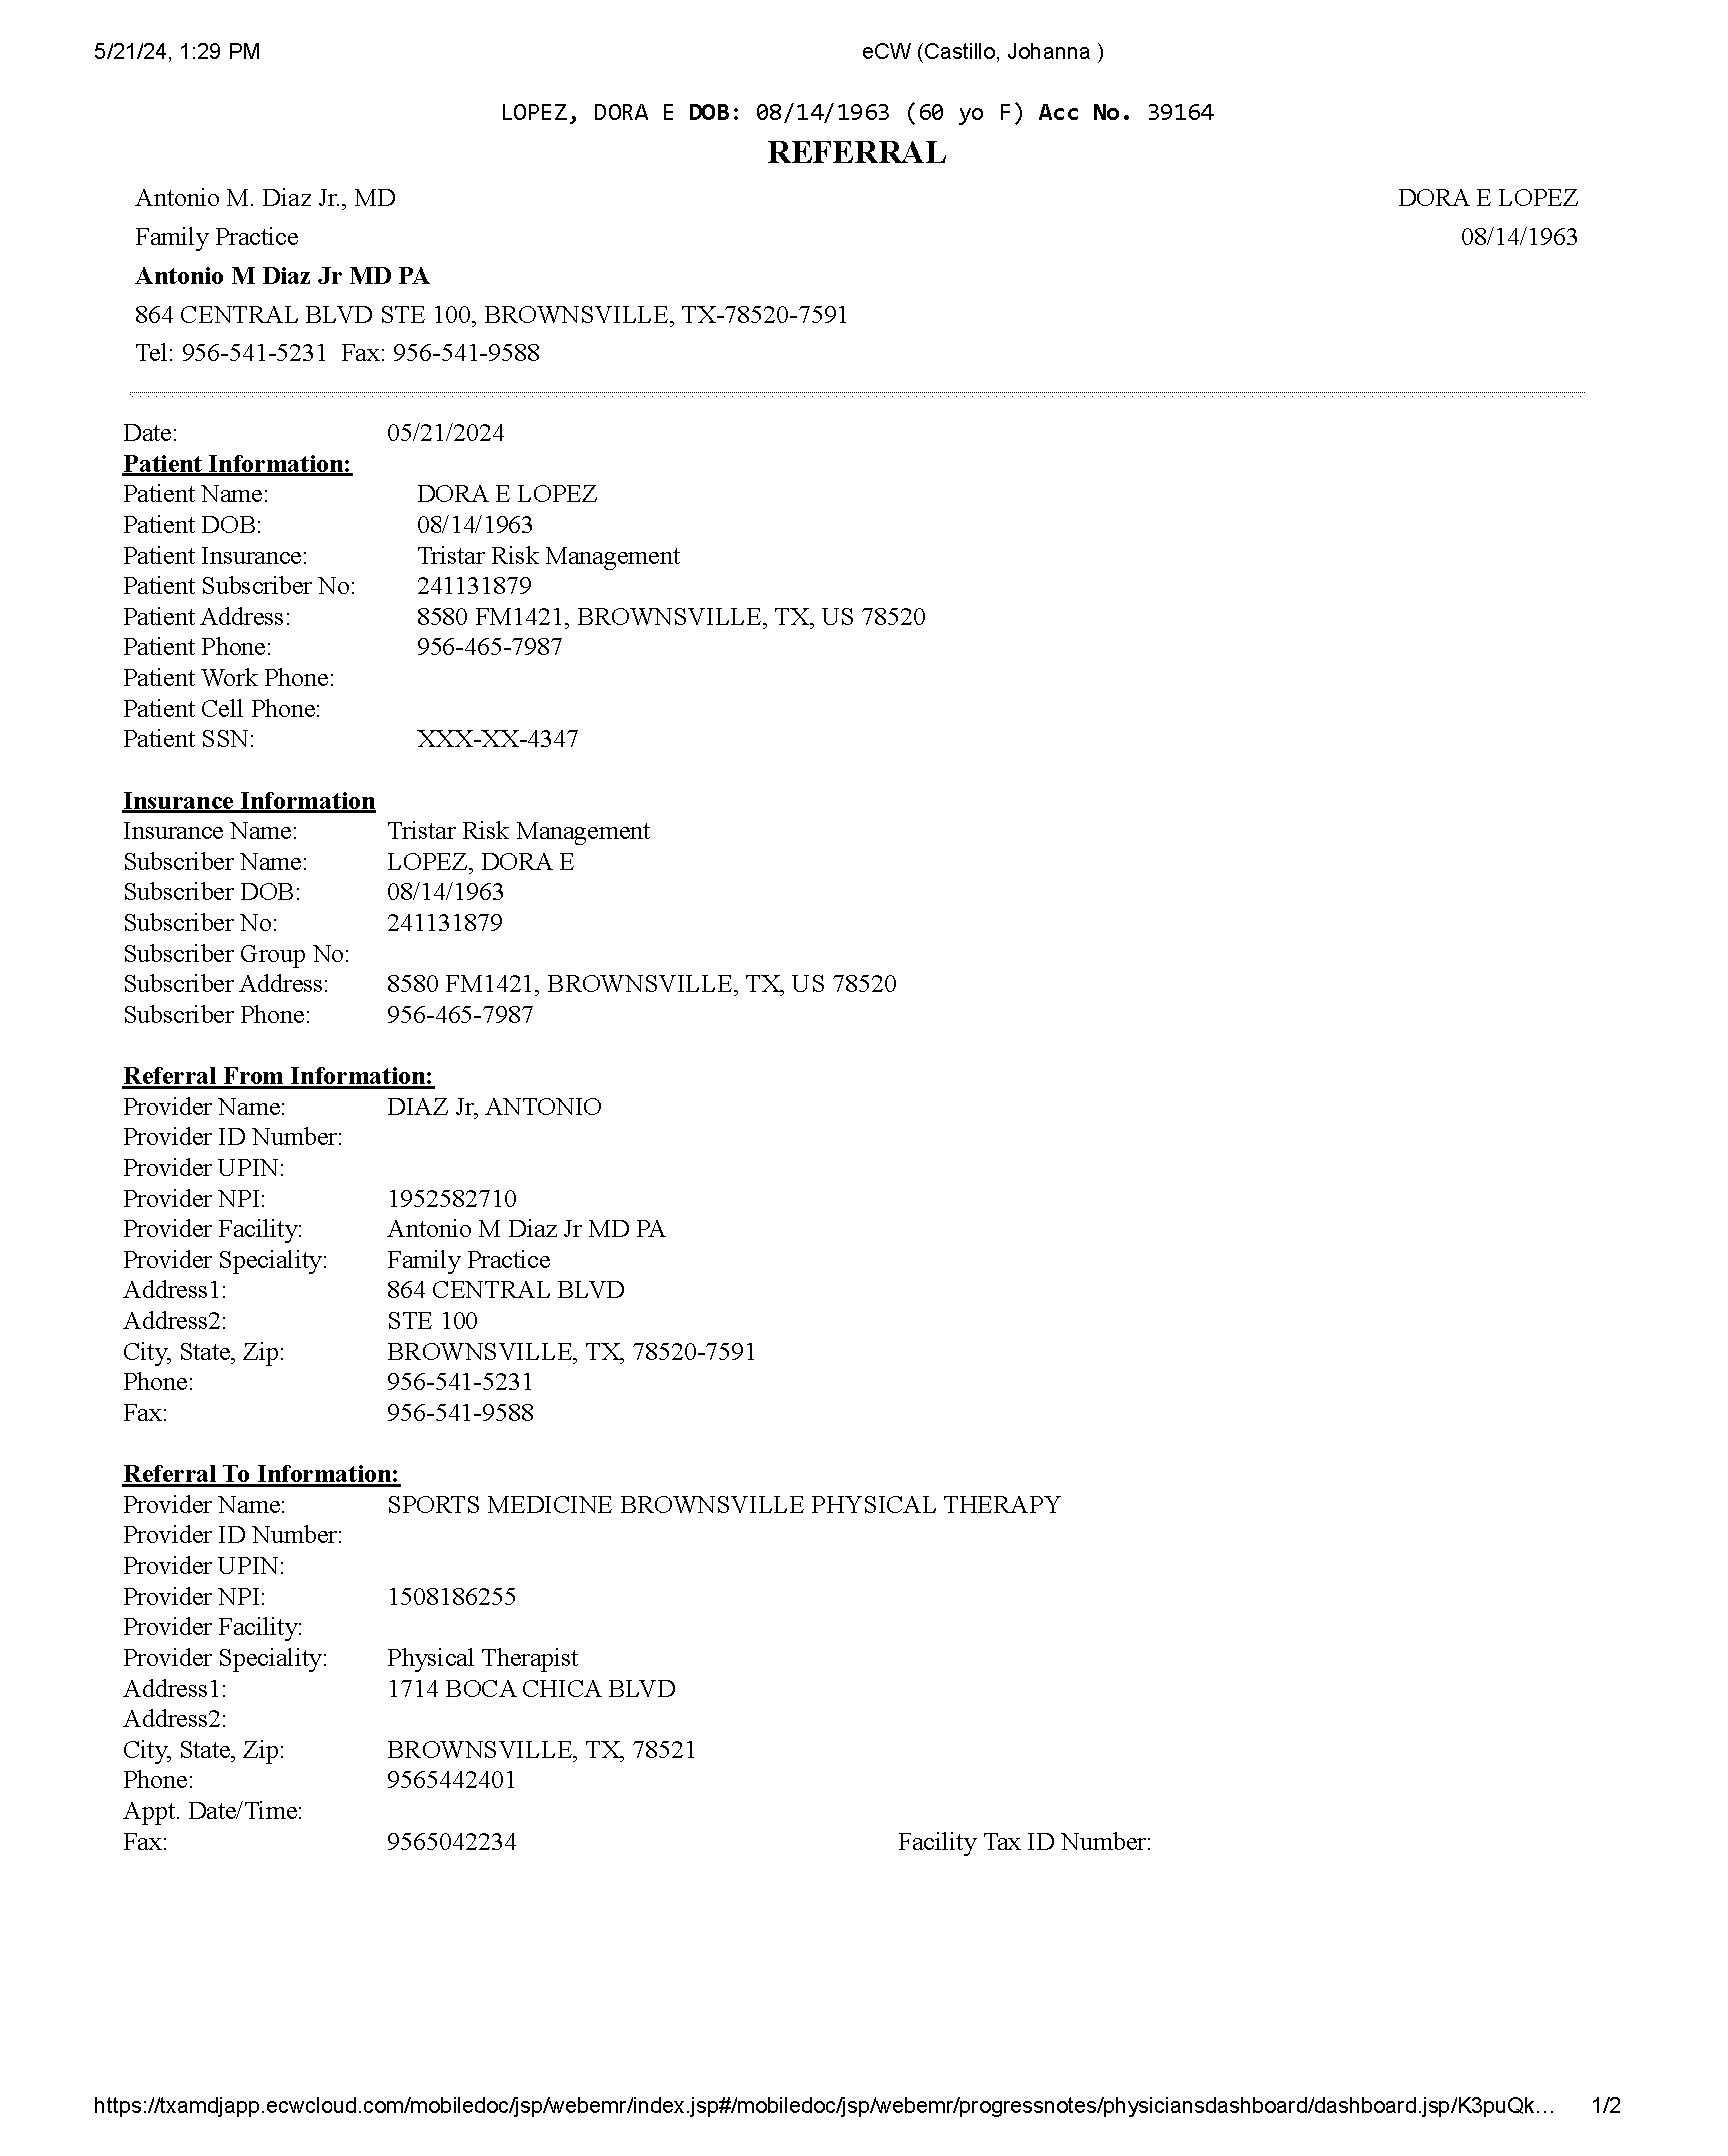 5/21/24, 1:29 PM eCW (Castillo, Johanna )
LOPEZ, DORA E DOB: 08/14/1963 (60 yo F) Acc No. 39164
REFERRAL
Antonio M. Diaz Jr., MD DORA E LOPEZ
Family Practice 08/14/1963
Antonio M Diaz Jr MD PA
864 CENTRAL BLVD STE 100, BROWNSVILLE, TX-78520-7591
Tel: 956-541-5231 Fax: 956-541-9588
Date: 05/21/2024
Patient Information:
Patient Name: DORA E LOPEZ
Patient DOB: 08/14/1963
Patient Insurance: Tristar Risk Management
Patient Subscriber No: 241131879
Patient Address: 8580 FM1421, BROWNSVILLE, TX, US 78520
Patient Phone: 956-465-7987
Patient Work Phone:
Patient Cell Phone:
Patient SSN: XXX-XX-4347
Insurance Information
Insurance Name: Tristar Risk Management
Subscriber Name: LOPEZ, DORA E
Subscriber DOB: 08/14/1963
Subscriber No: 241131879
Subscriber Group No:
Subscriber Address: 8580 FM1421, BROWNSVILLE, TX, US 78520
Subscriber Phone: 956-465-7987
Referral From Information:
Provider Name: DIAZ Jr, ANTONIO
Provider ID Number:
Provider UPIN:
Provider NPI: 1952582710
Provider Facility: Antonio M Diaz Jr MD PA
Provider Speciality: Family Practice
Address1: 864 CENTRAL BLVD
Address2: STE 100
City, State, Zip: BROWNSVILLE, TX, 78520-7591
Phone: 956-541-5231
Fax: 956-541-9588
Referral To Information:
Provider Name: SPORTS MEDICINE BROWNSVILLE PHYSICAL THERAPY
Provider ID Number:
Provider UPIN:
Provider NPI: 1508186255
Provider Facility:
Provider Speciality: Physical Therapist
Address1: 1714 BOCA CHICA BLVD
Address2:
City, State, Zip: BROWNSVILLE, TX, 78521
Phone: 9565442401
Appt. Date/Time:
Fax: 9565042234 Facility Tax ID Number:
https://txamdjapp.ecwcloud.com/mobiledoc/jsp/webemr/index.jsp#/mobiledoc/jsp/webemr/progressnotes/physiciansdashboard/dashboard.jsp/K3puQk… 1/2